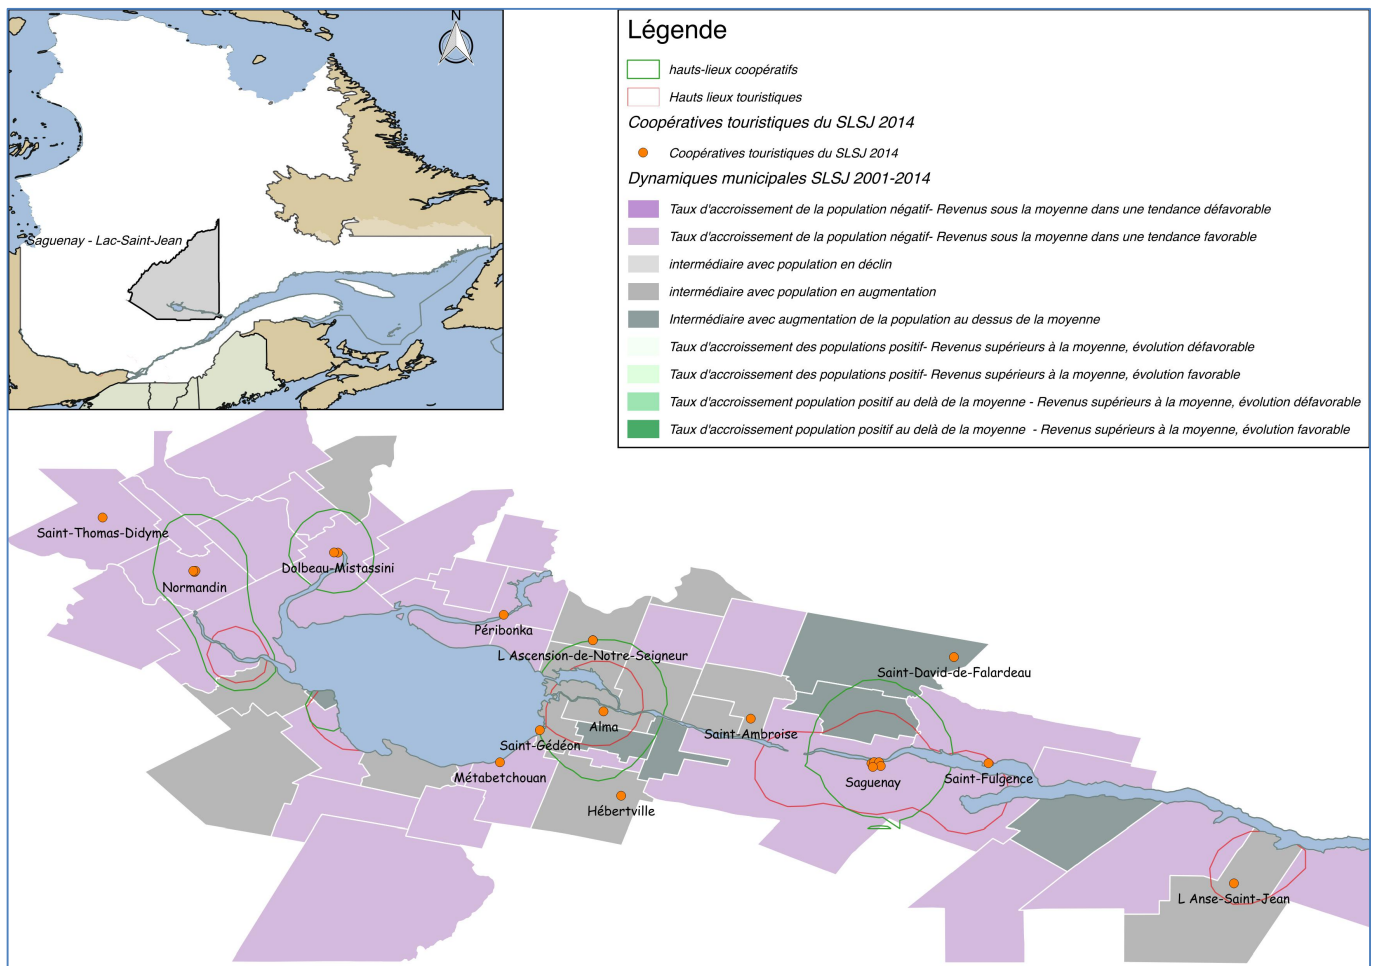 N
Saguenay - Lac-Saint-Jean
Légende
hauts-lieux coopératifs
Hauts lieux touristiques
Coopératives touristiques du SLSJ 2014
Coopératives touristiques du SLSJ 2014
Dynamiques municipales SLSJ 2001-2014
Taux d'accroissement de la population négatif- Revenus sous la moyenne dans une tendance défavorable
Taux d'accroissement de la population négatif- Revenus sous la moyenne dans une tendance favorable
intermédiaire avec population en déclin
intermédiaire avec population en augmentation
Intermédiaire avec augmentation de la population au dessus de la moyenne
Taux d'accroissement des populations positif- Revenus supérieurs à la moyenne, évolution défavorable
Taux d'accroissement des populations positif- Revenus supérieurs à la moyenne, évolution favorable
Taux d'accroissement population positif au delà de la moyenne - Revenus supérieurs à la moyenne, évolution défavorable
Taux d'accroissement population positif au delà de la moyenne - Revenus supérieurs à la moyenne, évolution favorable
Saint-Thomas-Didyme
Normandin
Dolbeau-Mistassini
Péribonka
L Ascension-de-Notre-Seigneur
Saint-David-de-Falardeau
Alma
Saint-Ambroise
Saint-Gédéon
Métabetchouan
Saguenay
Saint-Fulgence
Hébertville
L Anse-Saint-Jean